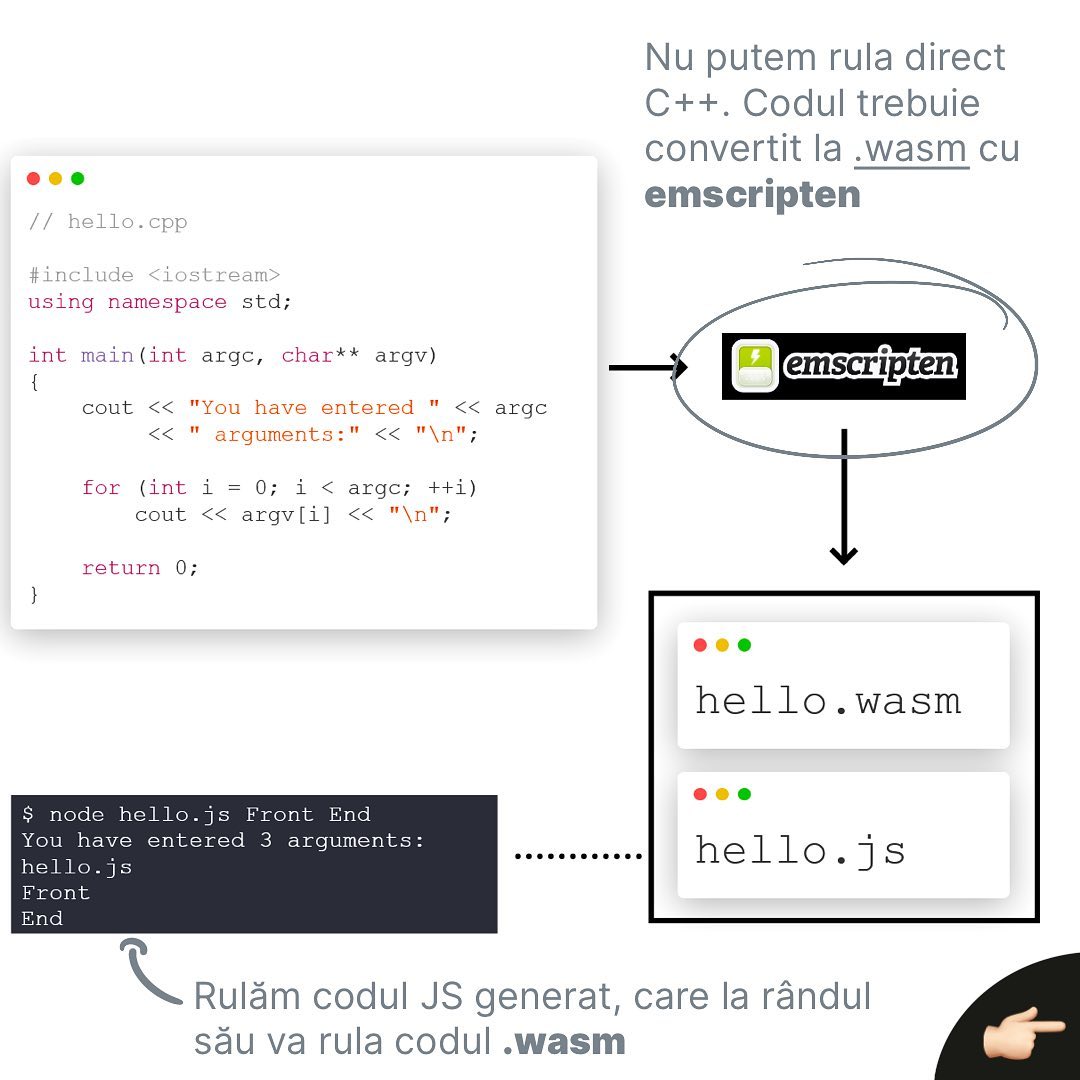 Nu putem rula direct
C++. Codul trebuie
convertit la .wasm cu
emscripten
// hello.cpp
#include <iostream>
using namespace std;
int main(int argc, char** argv)
{
    cout << "You have entered " << argc
         << " arguments:" << "\n";
    for (int i = 0; i < argc; ++i)
        cout << argv[i] << "\n";
    return 0;
}
emscripten
hello.wasm
hello.js
$ node hello.js Front End
You have entered 3 arguments:
hello.js
Front
End
Rulăm codul JS generat, care la rândul
său va rula codul .wasm